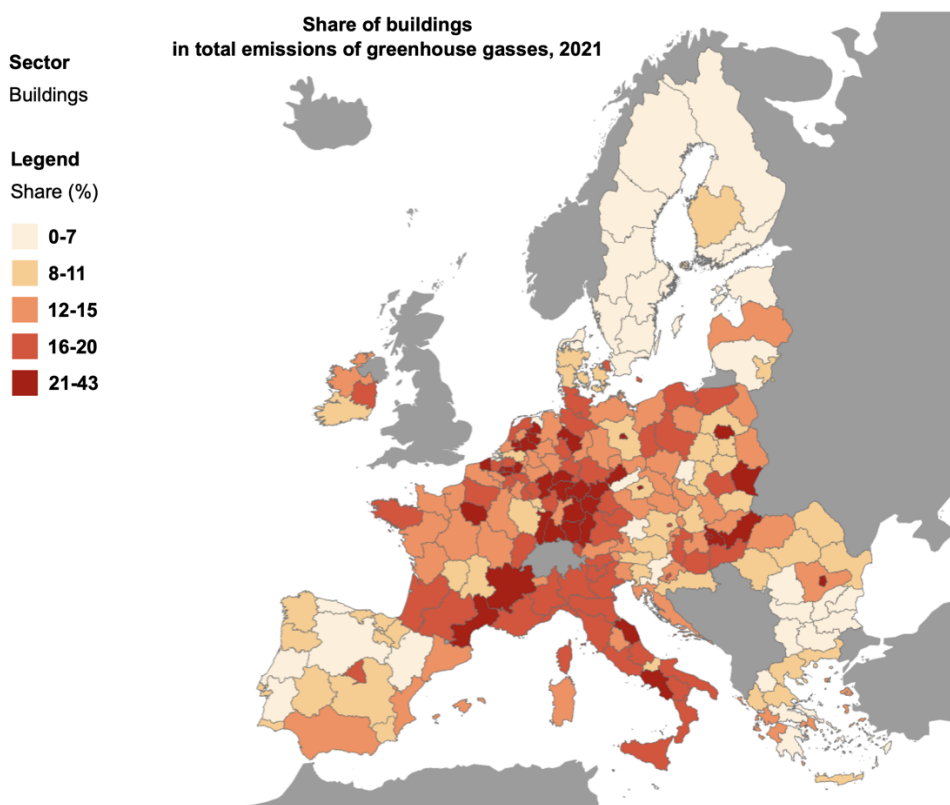 Share of buildings
in total emissions of greenhouse gasses, 2021
Sector
Buildings
Legend
Share (%)
0-7
8-11
12-15
16-20
21-43